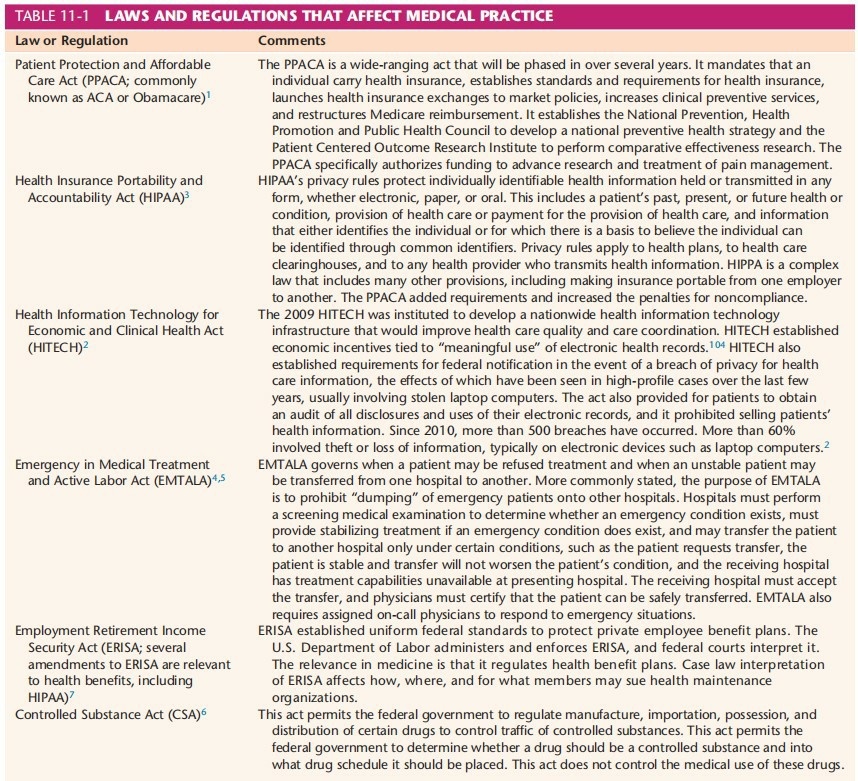 TABLE 11-1 LAWS AND REGULATIONS THAT AFFECT MEDICAL PRACTICE
Law or Regulation Comments
Patient Protection and Affordable
Care Act (PPACA; commonly
known as ACA or Obamacare)1
The PPACA is a wide-ranging act that will be phased in over several years. It mandates that an
individual carry health insurance, establishes standards and requirements for health insurance,
launches health insurance exchanges to market policies, increases clinical preventive services,
and restructures Medicare reimbursement. It establishes the National Prevention, Health
Promotion and Public Health Council to develop a national preventive health strategy and the
Patient Centered Outcome Research Institute to perform comparative effectiveness research. The
PPACA specifically authorizes funding to advance research and treatment of pain management.
Health Insurance Portability and
Accountability Act (HIPAA)3
HIPAA's privacy rules protect individually identifiable health information held or transmitted in any
form, whether electronic, paper, or oral. This includes a patient's past, present, or future health or
condition, provision of health care or payment for the provision of health care, and information
that either identifies the individual or for which there is a basis to believe the individual can
be identified through common identifiers. Privacy rules apply to health plans, to health care
clearinghouses, and to any health provider who transmits health information. HIPPA is a complex
law that includes many other provisions, including making insurance portable from one employer
to another. The PPACA added requirements and increased the penalties for noncompliance.
Health Information Technology for
Economic and Clinical Health Act
(HITECH)2
The 2009 HITECH was instituted to develop a nationwide health information technology
infrastructure that would improve health care quality and care coordination. HITECH established
economic incentives tied to "meaningful use" of electronic health records.104 HITECH also
established requirements for federal notification in the event of a breach of privacy for health
care information, the effects of which have been seen in high-profile cases over the last few
years, usually involving stolen laptop computers. The act also provided for patients to obtain
an audit of all disclosures and uses of their electronic records, and it prohibited selling patients'
health information. Since 2010, more than 500 breaches have occurred. More than 60%
involved theft or loss of information, typically on electronic devices such as laptop computers.2
Emergency in Medical Treatment
and Active Labor Act (EMTALA)4,5
EMTALA governs when a patient may be refused treatment and when an unstable patient may
be transferred from one hospital to another. More commonly stated, the purpose of EMTALA
is to prohibit "dumping" of emergency patients onto other hospitals. Hospitals must perform
a screening medical examination to determine whether an emergency condition exists, must
provide stabilizing treatment if an emergency condition does exist, and may transfer the patient
to another hospital only under certain conditions, such as the patient requests transfer, the
patient is stable and transfer will not worsen the patient's condition, and the receiving hospital
has treatment capabilities unavailable at presenting hospital. The receiving hospital must accept
the transfer, and physicians must certify that the patient can be safely transferred. EMTALA also
requires assigned on-call physicians to respond to emergency situations.
Employment Retirement Income
Security Act (ERISA; several
amendments to ERISA are relevant
to health benefits, including
HIPAA)7
ERISA established uniform federal standards to protect private employee benefit plans. The
U.S. Department of Labor administers and enforces ERISA, and federal courts interpret it.
The relevance in medicine is that it regulates health benefit plans. Case law interpretation
of ERISA affects how, where, and for what members may sue health maintenance
organizations.
Controlled Substance Act (CSA)6
This act permits the federal government to regulate manufacture, importation, possession, and
distribution of certain drugs to control traffic of controlled substances. This act permits the
federal government to determine whether a drug should be a controlled substance and into
what drug schedule it should be placed. This act does not control the medical use of these drugs.